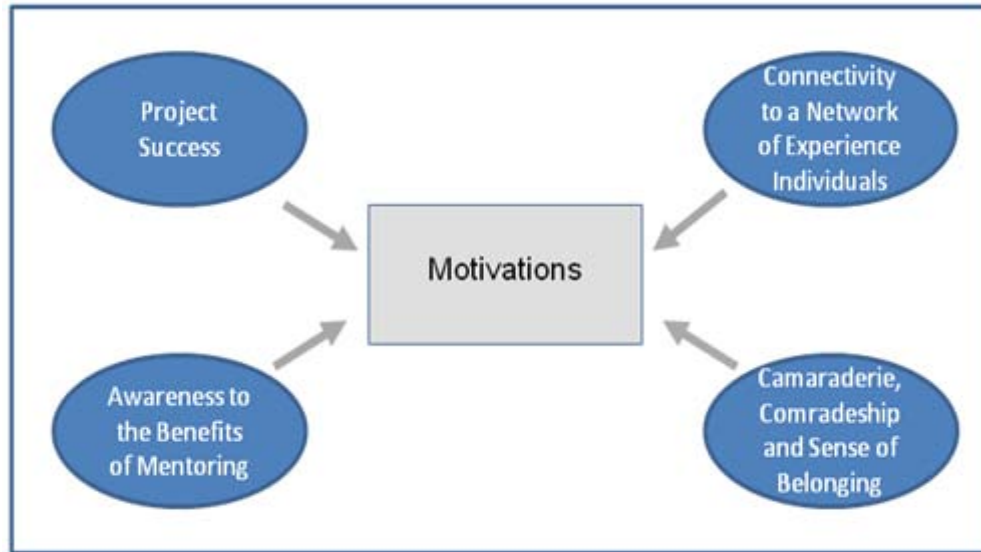 Project
Success
Connectivity
to a Network
of Experience
Individuals
Motivations
Awareness to
the Benefits
of Mentoring
Camaraderie,
Comradeship
and Sense of
Belonging